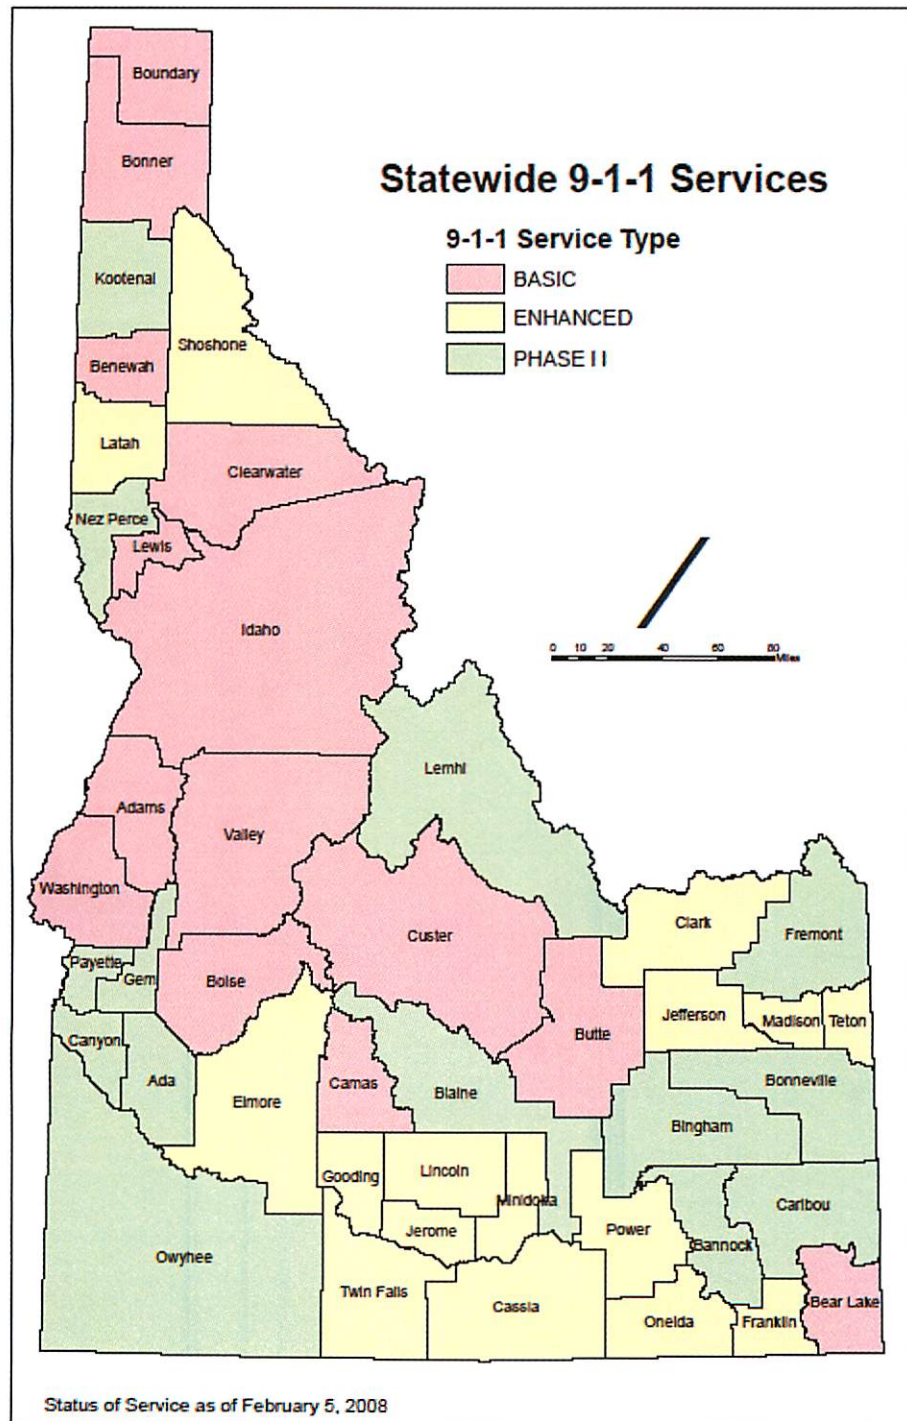 Boundary
Bonner
Statewide 9-1-1 Services
9-1-1 Service Type
BASIC
ENHANCED
PHASE I I
Kootenai
Shoshone
Benewah
Latah
Clearwater
Nez Perce
Lewis
Idaho
0 10 20 40 60 80
Miles
Lemhi
Adams
Valley
Washington
Custer
Clark
Fremont
Payette
Gem
Boise
Butte
Jefferson
Madison
Teton
Canyon
Ada
Elmore
Camas
Blaine
Bonneville
Bingham
Gooding
Lincoln
Minidoka
Caribou
Jerome
Power
Bannock
Owyhee
Twin Falls
Cassia
Oneida
Franklin
Bear Lake
Status of Service as of February 5, 2008